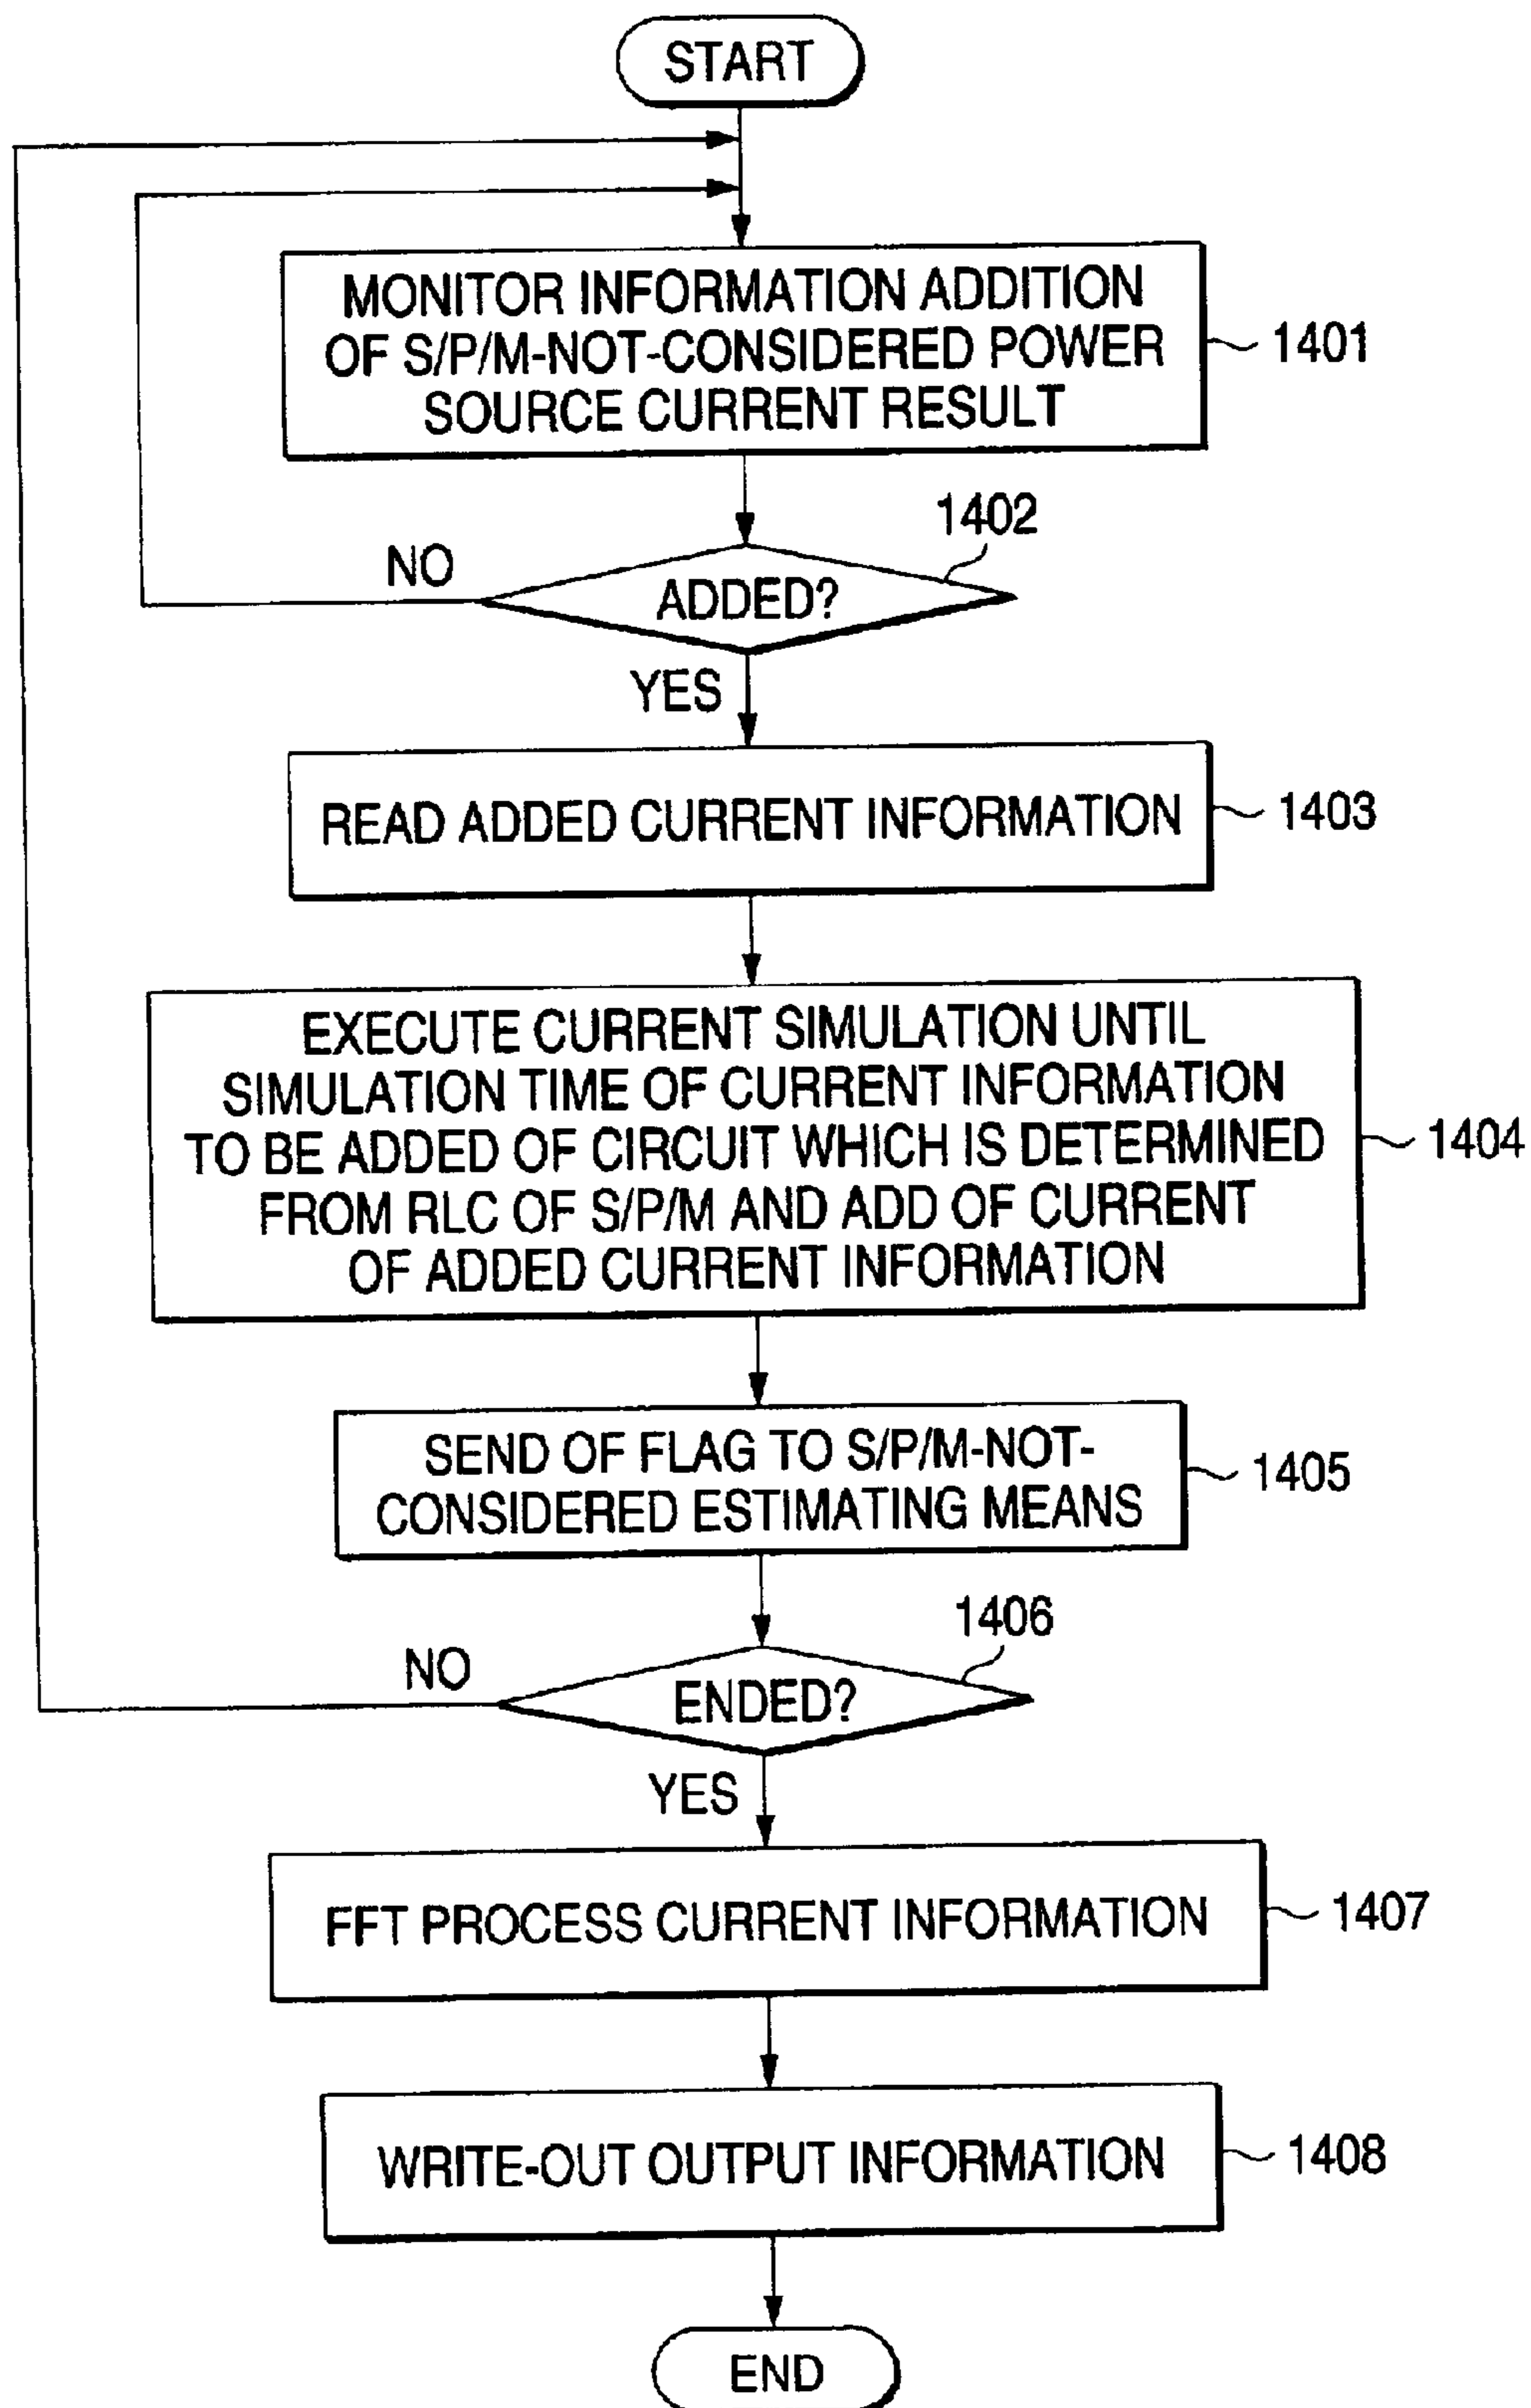 START
MONITOR INFORMATION ADDITION
OF S/P/M-NOT-CONSIDERED POWER
SOURCE CURRENT RESULT
1401
1402
NO
ADDED?
YES
READ ADDED CURRENT INFORMATION
1403
EXECUTE CURRENT SIMULATION UNTIL
SIMULATION TIME OF CURRENT INFORMATION
TO BE ADDED OF CIRCUIT WHICH IS DETERMINED
FROM RLC OF S/P/M AND ADD OF CURRENT
OF ADDED CURRENT INFORMATION
1404
SEND OF FLAG TO S/P/M-NOT-
CONSIDERED ESTIMATING MEANS
1405
1406
NO
ENDED?
YES
FFT PROCESS CURRENT INFORMATION
1407
WRITE-OUT OUTPUT INFORMATION
1408
END